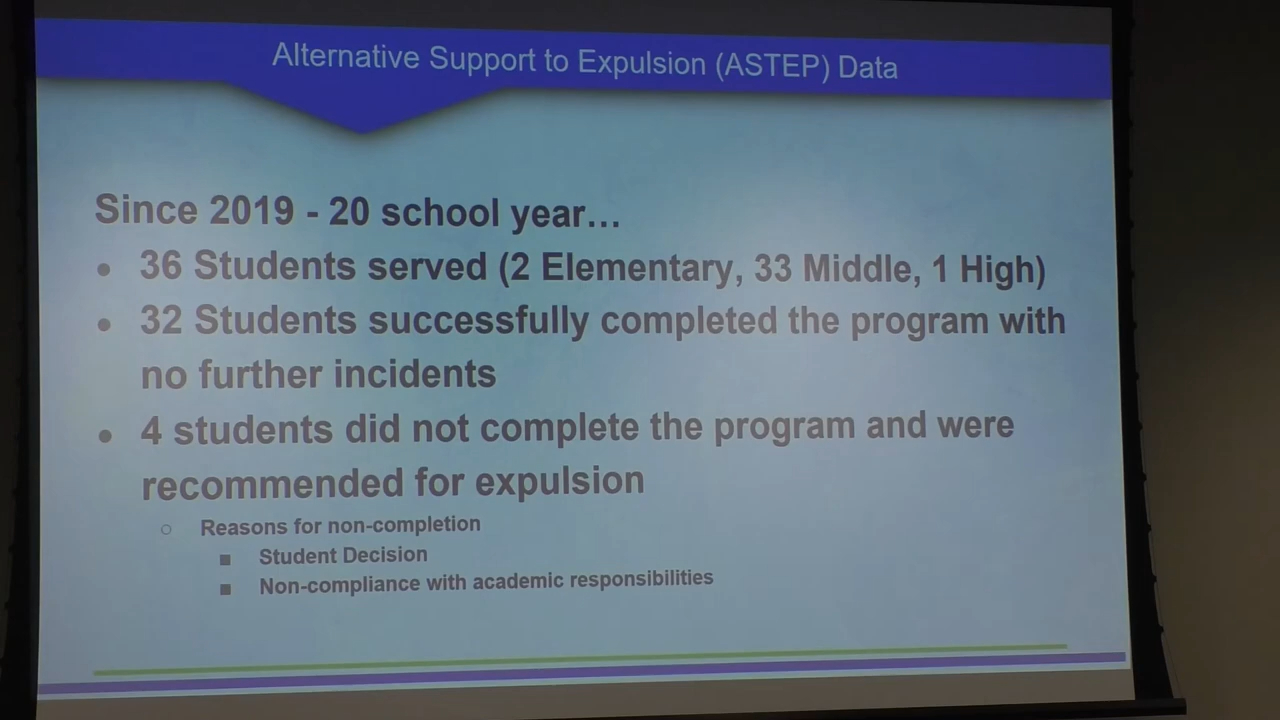 Alternative Support to Expulsion (ASTEP) Data
Since 2019 - 20 school year...
• 36 Students served (2 Elementary, 33 Middle, 1 High)
• 32 Students successfully completed the program with
no further incidents
• 4 students did not complete the program and were
recommended for expulsion
○ Reasons for non-completion
■ Student Decision
■ Non-compliance with academic responsibilities